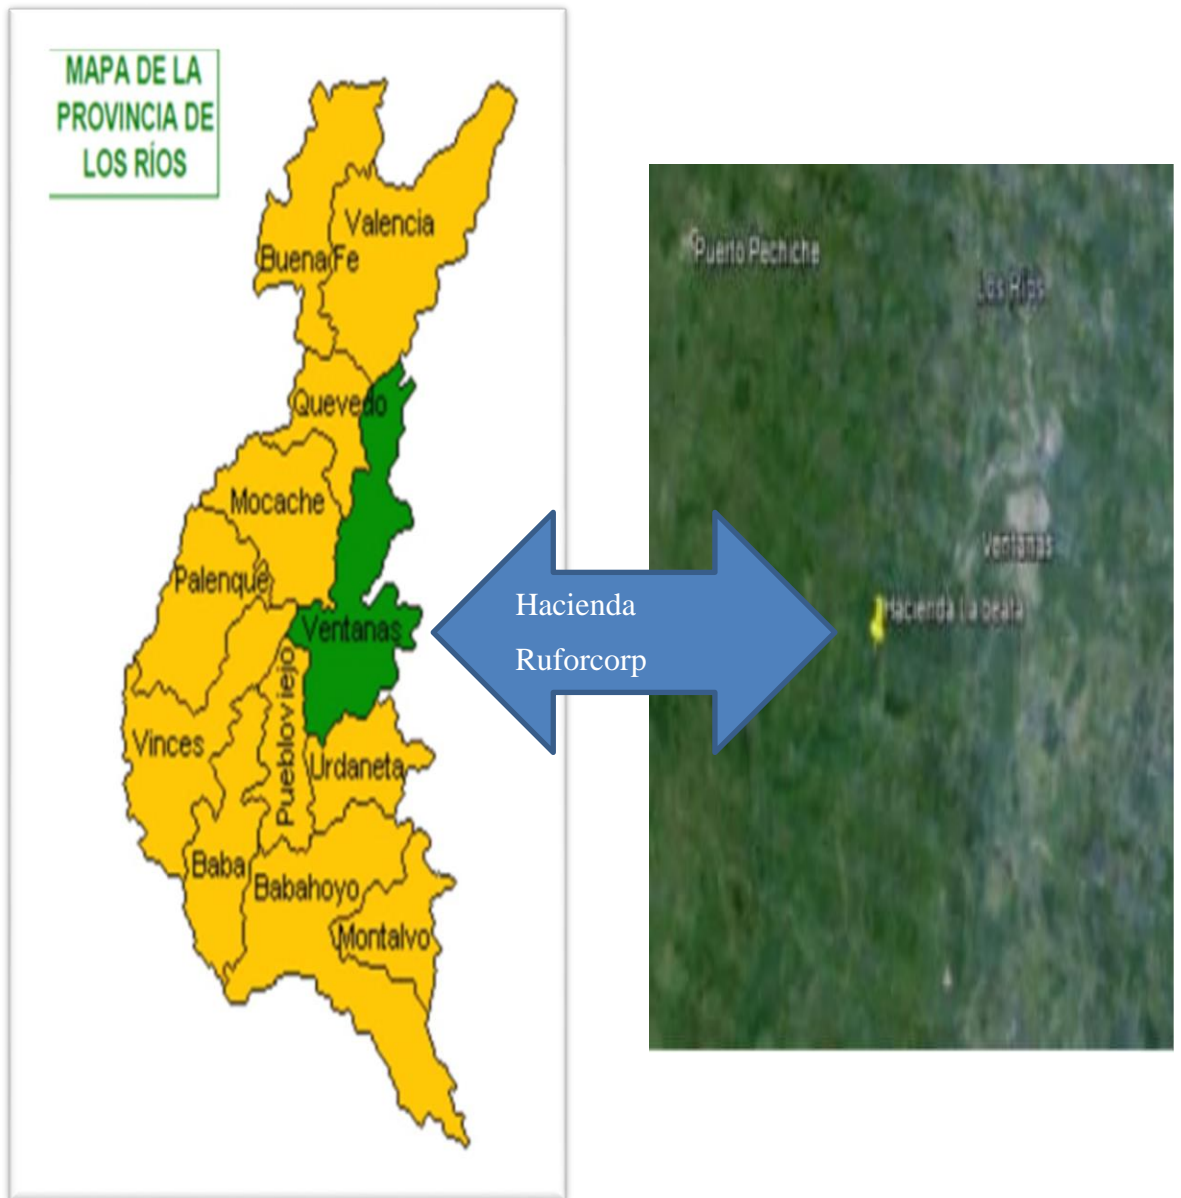 MAPA DE LA
PROVINCIA DE
LOS RÍOS
Valencia
Buena Fe
Quevedo
Mocache
Palenque
Ventanas
Puebloviejo
Vinces
Urdaneta
Baba
Babahoyo
Montalvo
Hacienda
Ruforcorp
Puerto Pechiche
Los Ríos
Ventanas
Hacienda La beata